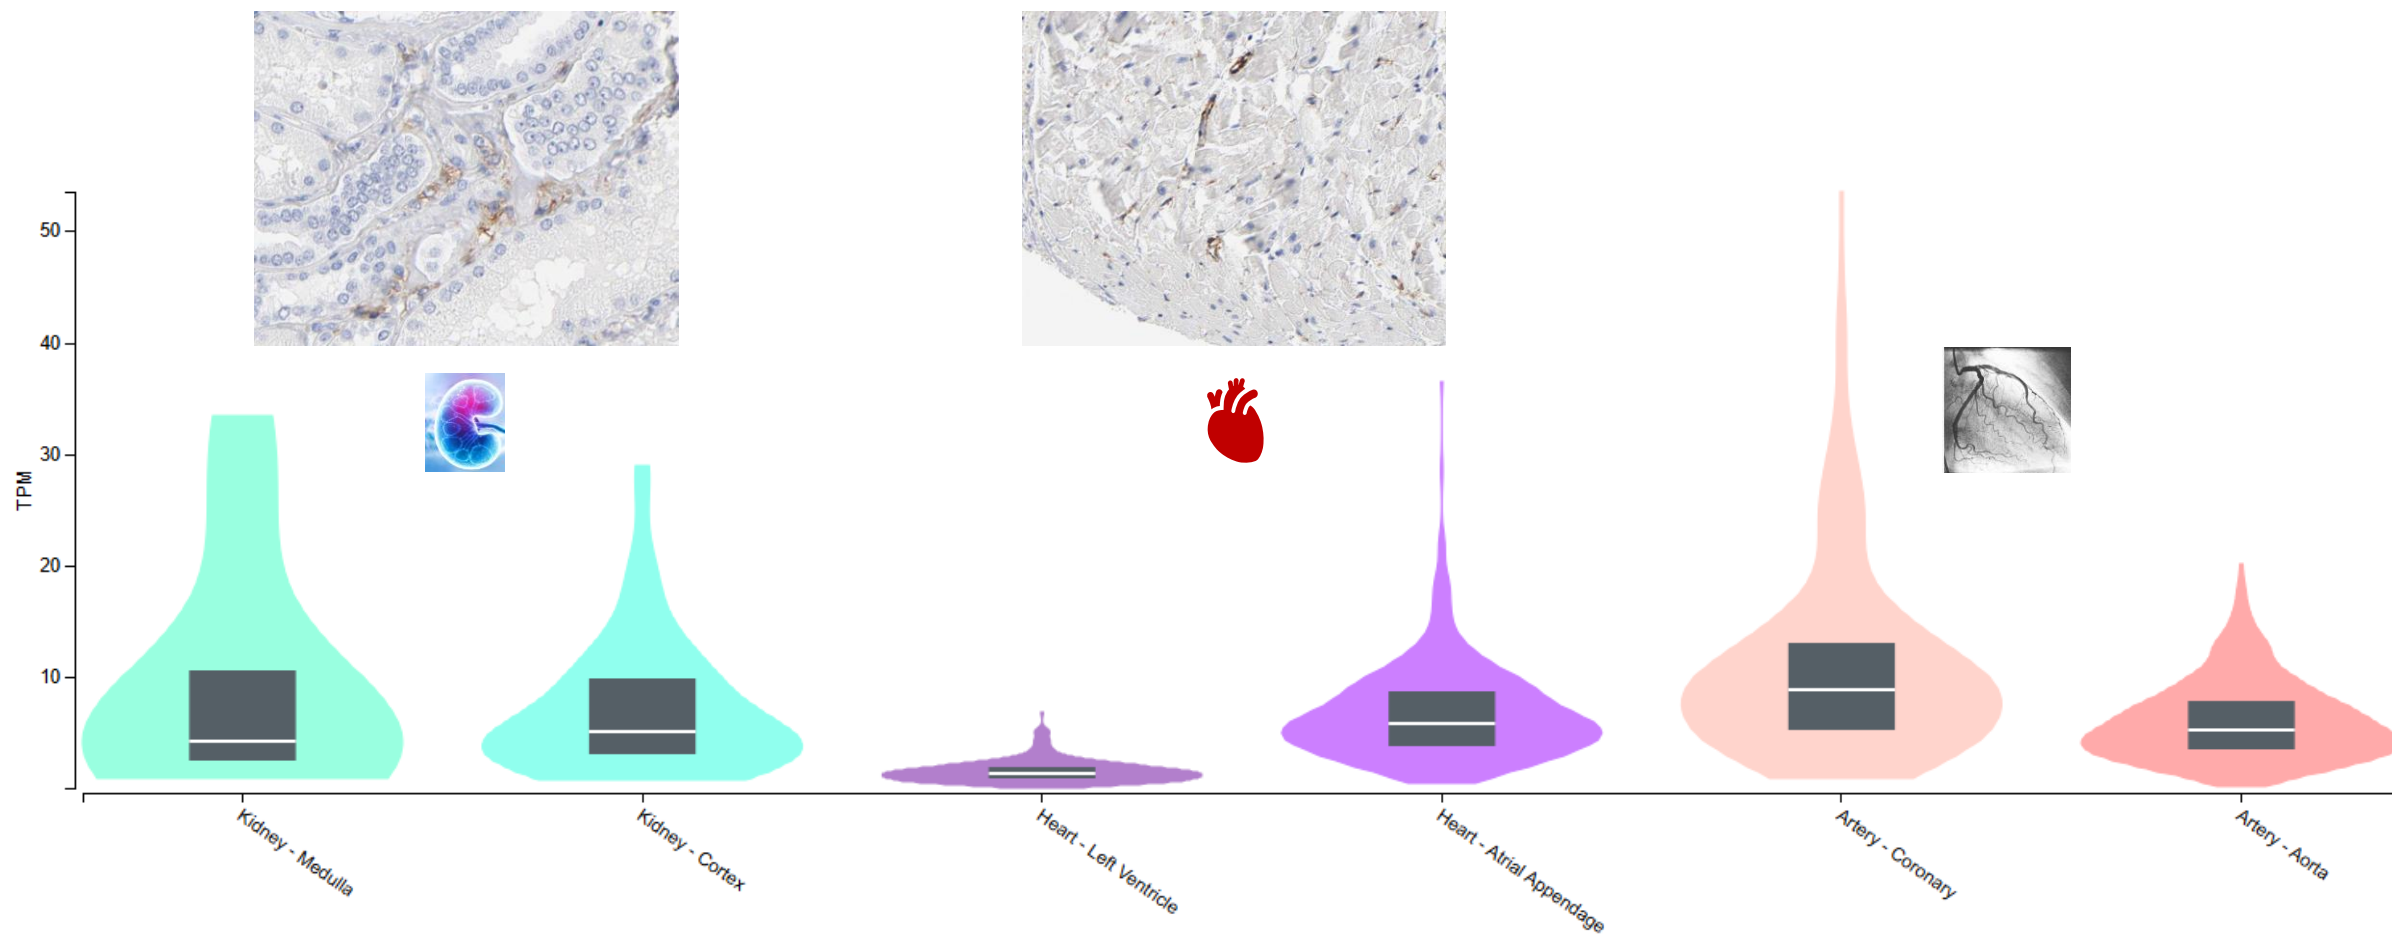 50
40
30
20
10
TPM
Kidney - Medulla
Kidney - Cortex
Heart - Left Ventricle
Heart - Atrial Appendage
Artery - Coronary
Artery - Aorta